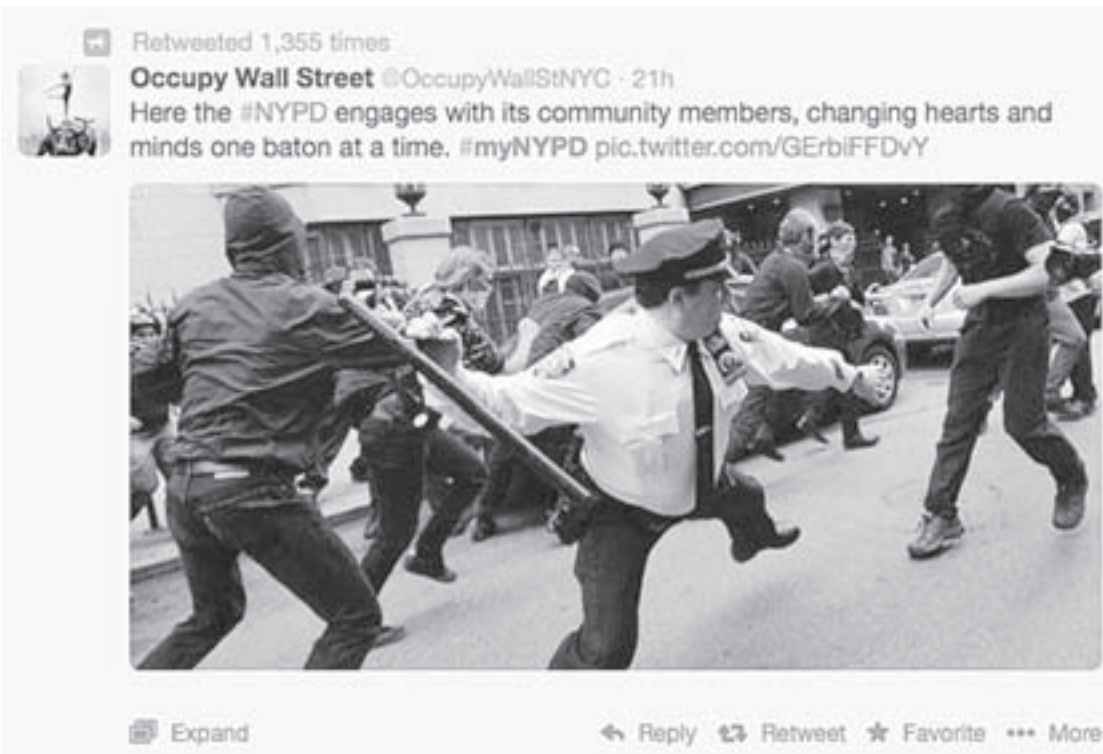 Retweeted 1,355 times
Occupy Wall Street @OccupyWallStNYC · 21h
Here the #NYPD engages with its community members, changing hearts and
minds one baton at a time. #myNYPD pic.twitter.com/GErbiFFDvY
Expand
Reply Retweet Favorite More